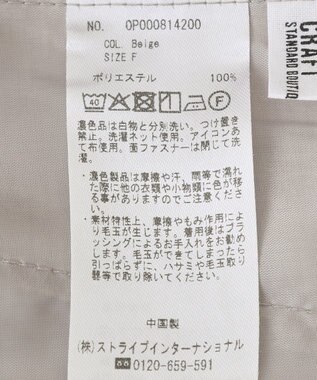 NO. OP000814200
COL. Beige
SIZE F
ポリエステル 100%
40
F
濃色品は白物と分別洗い。つけ置き
禁止。洗濯ネット使用。アイロンあ
て布使用。面ファスナーは閉じて洗
濯。
・濃色製品は摩擦や汗、雨等で濡れ
た際に他の衣類や小物類に色が移
る事がありますのでご注意くださ
い。
・素材特性上、摩擦やもみ作用によ
り毛玉が生じます。着用後はブラ
ッシングによるお手入れをお勧め
します。毛玉ができてしまったら
引っぱらずに、ハサミや毛玉取り
器等で取り除いてください。
中国製
(株)ストライプインターナショナル
0120-659-591
CRAFT
STANDARD BOUTIQ